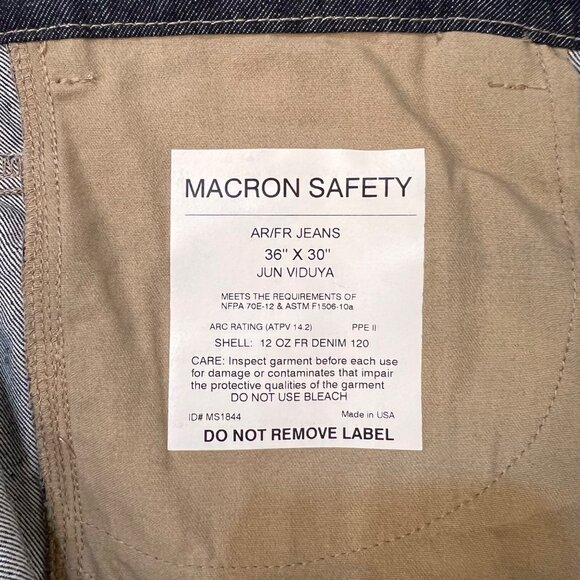 MACRON SAFETY
AR/FR JEANS
36" X 30"
JUN VIDUYA
MEETS THE REQUIREMENTS OF
NFPA 70E-12 & ASTM F1506-10a
ARC RATING (ATPV 14.2) PPE II
SHELL: 12 OZ FR DENIM 120
CARE: Inspect garment before each use
for damage or contaminates that impair
the protective qualities of the garment
DO NOT USE BLEACH
ID# MS1844 Made in USA
DO NOT REMOVE LABEL